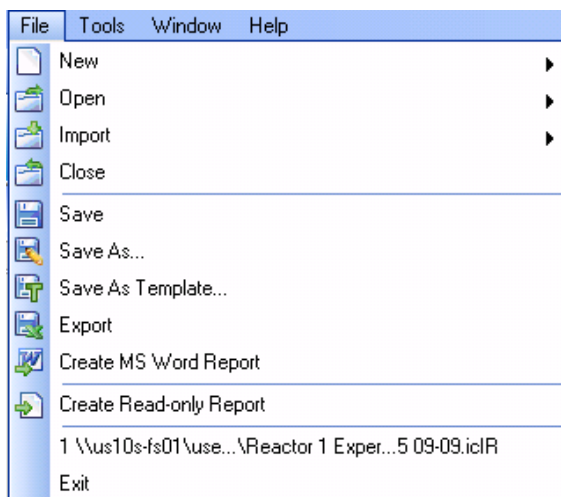 File Tools Window Help
New
Open
Import
Close
Save
Save As...
Save As Template...
Export
Create MS Word Report
Create Read-only Report
1 \\us10s-fs01\use...\Reactor 1 Exper...5 09-09.icIR
Exit